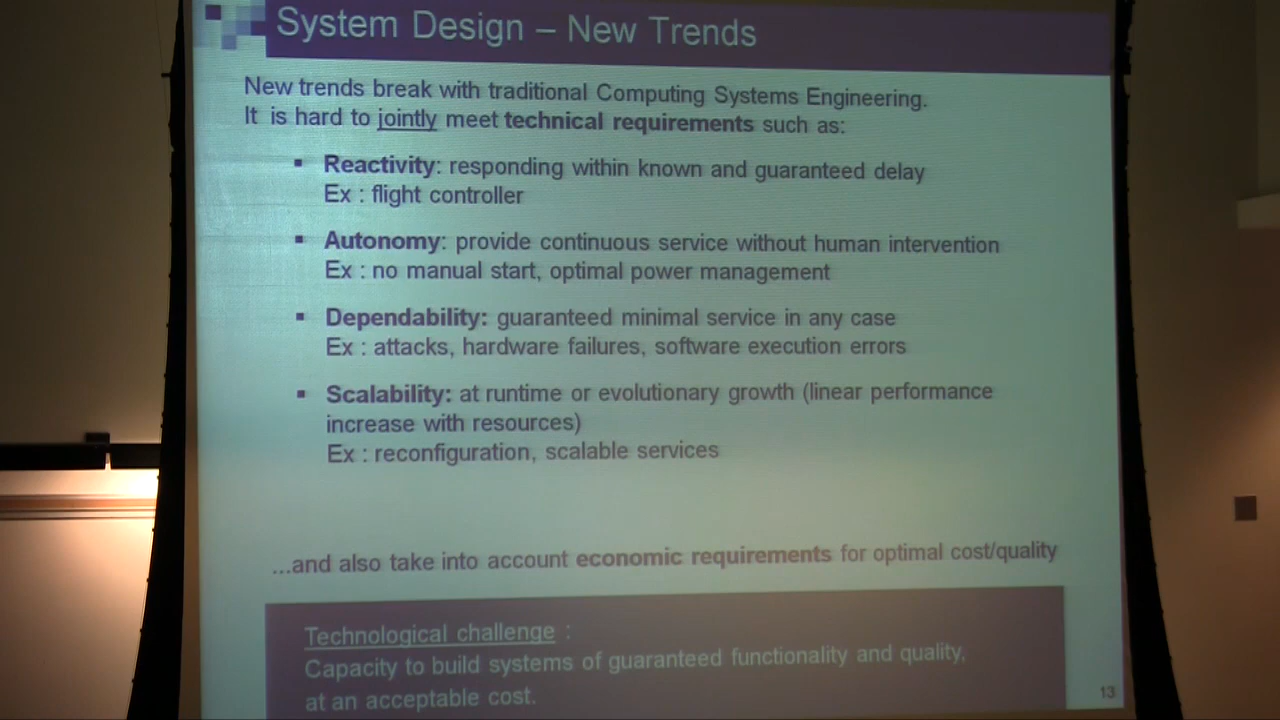 System Design – New Trends
New trends break with traditional Computing Systems Engineering.
It is hard to jointly meet technical requirements such as:
▪ Reactivity: responding within known and guaranteed delay
Ex : flight controller
▪ Autonomy: provide continuous service without human intervention
Ex : no manual start, optimal power management
▪ Dependability: guaranteed minimal service in any case
Ex : attacks, hardware failures, software execution errors
▪ Scalability: at runtime or evolutionary growth (linear performance
increase with resources)
Ex : reconfiguration, scalable services
...and also take into account economic requirements for optimal cost/quality
Technological challenge :
Capacity to build systems of guaranteed functionality and quality,
at an acceptable cost.
13